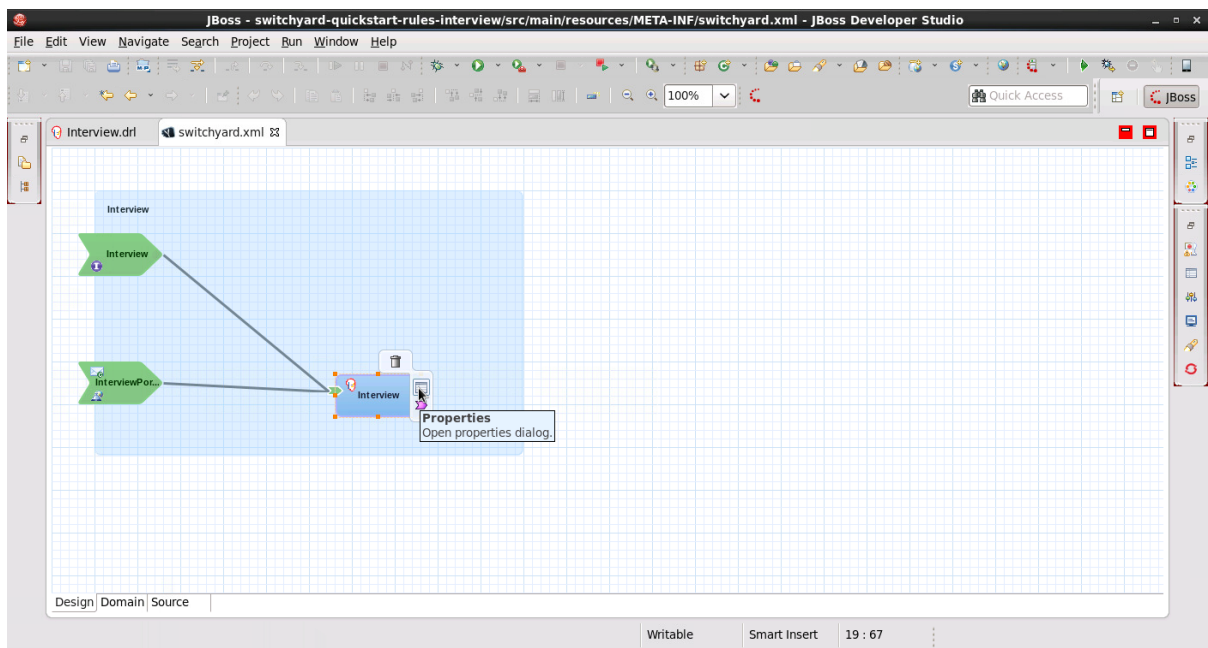 JBoss - switchyard-quickstart-rules-interview/src/main/resources/META-INF/switchyard.xml - JBoss Developer Studio
File Edit View Navigate Search Project Run Window Help
100%
Quick Access
JBoss
Interview.drl
switchyard.xml
Interview
Interview
InterviewPor...
Interview
Properties
Open properties dialog.
Design Domain Source
Writable Smart Insert 19 : 67